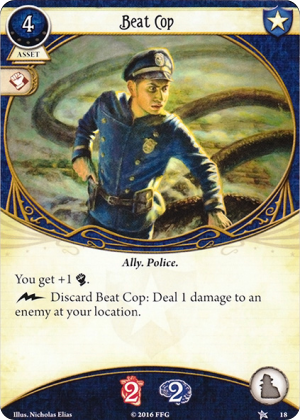 Beat Cop
4
ASSET
Ally. Police.
You get +1 .
Discard Beat Cop: Deal 1 damage to an
enemy at your location.
2 2
Illus. Nicholas Elias © 2016 FFG 18